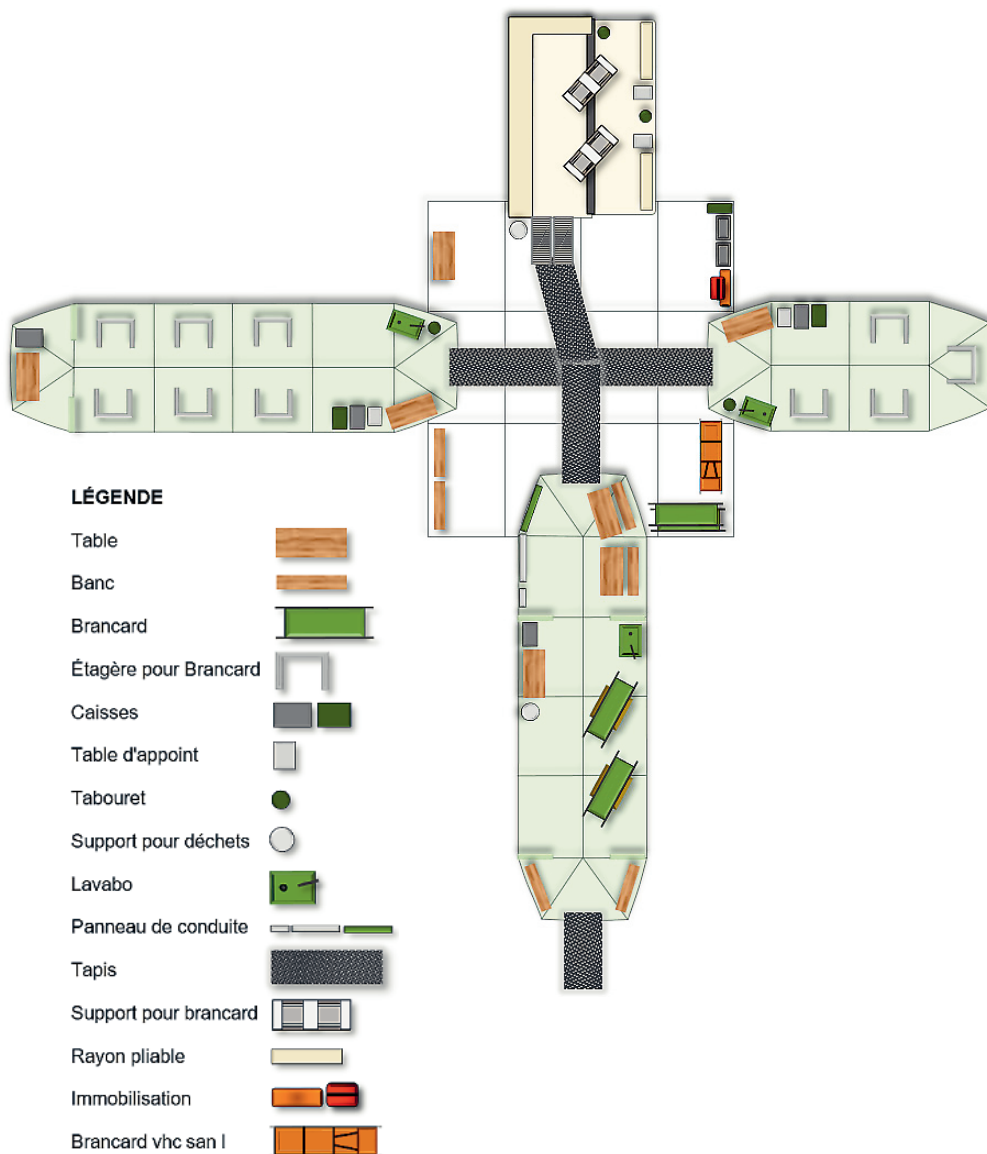 LÉGENDE
Table
Banc
Brancard
Étagère pour Brancard
Caisses
Table d'appoint
Tabouret
Support pour déchets
Lavabo
Panneau de conduite
Tapis
Support pour brancard
Rayon pliable
Immobilisation
Brancard vhc san l